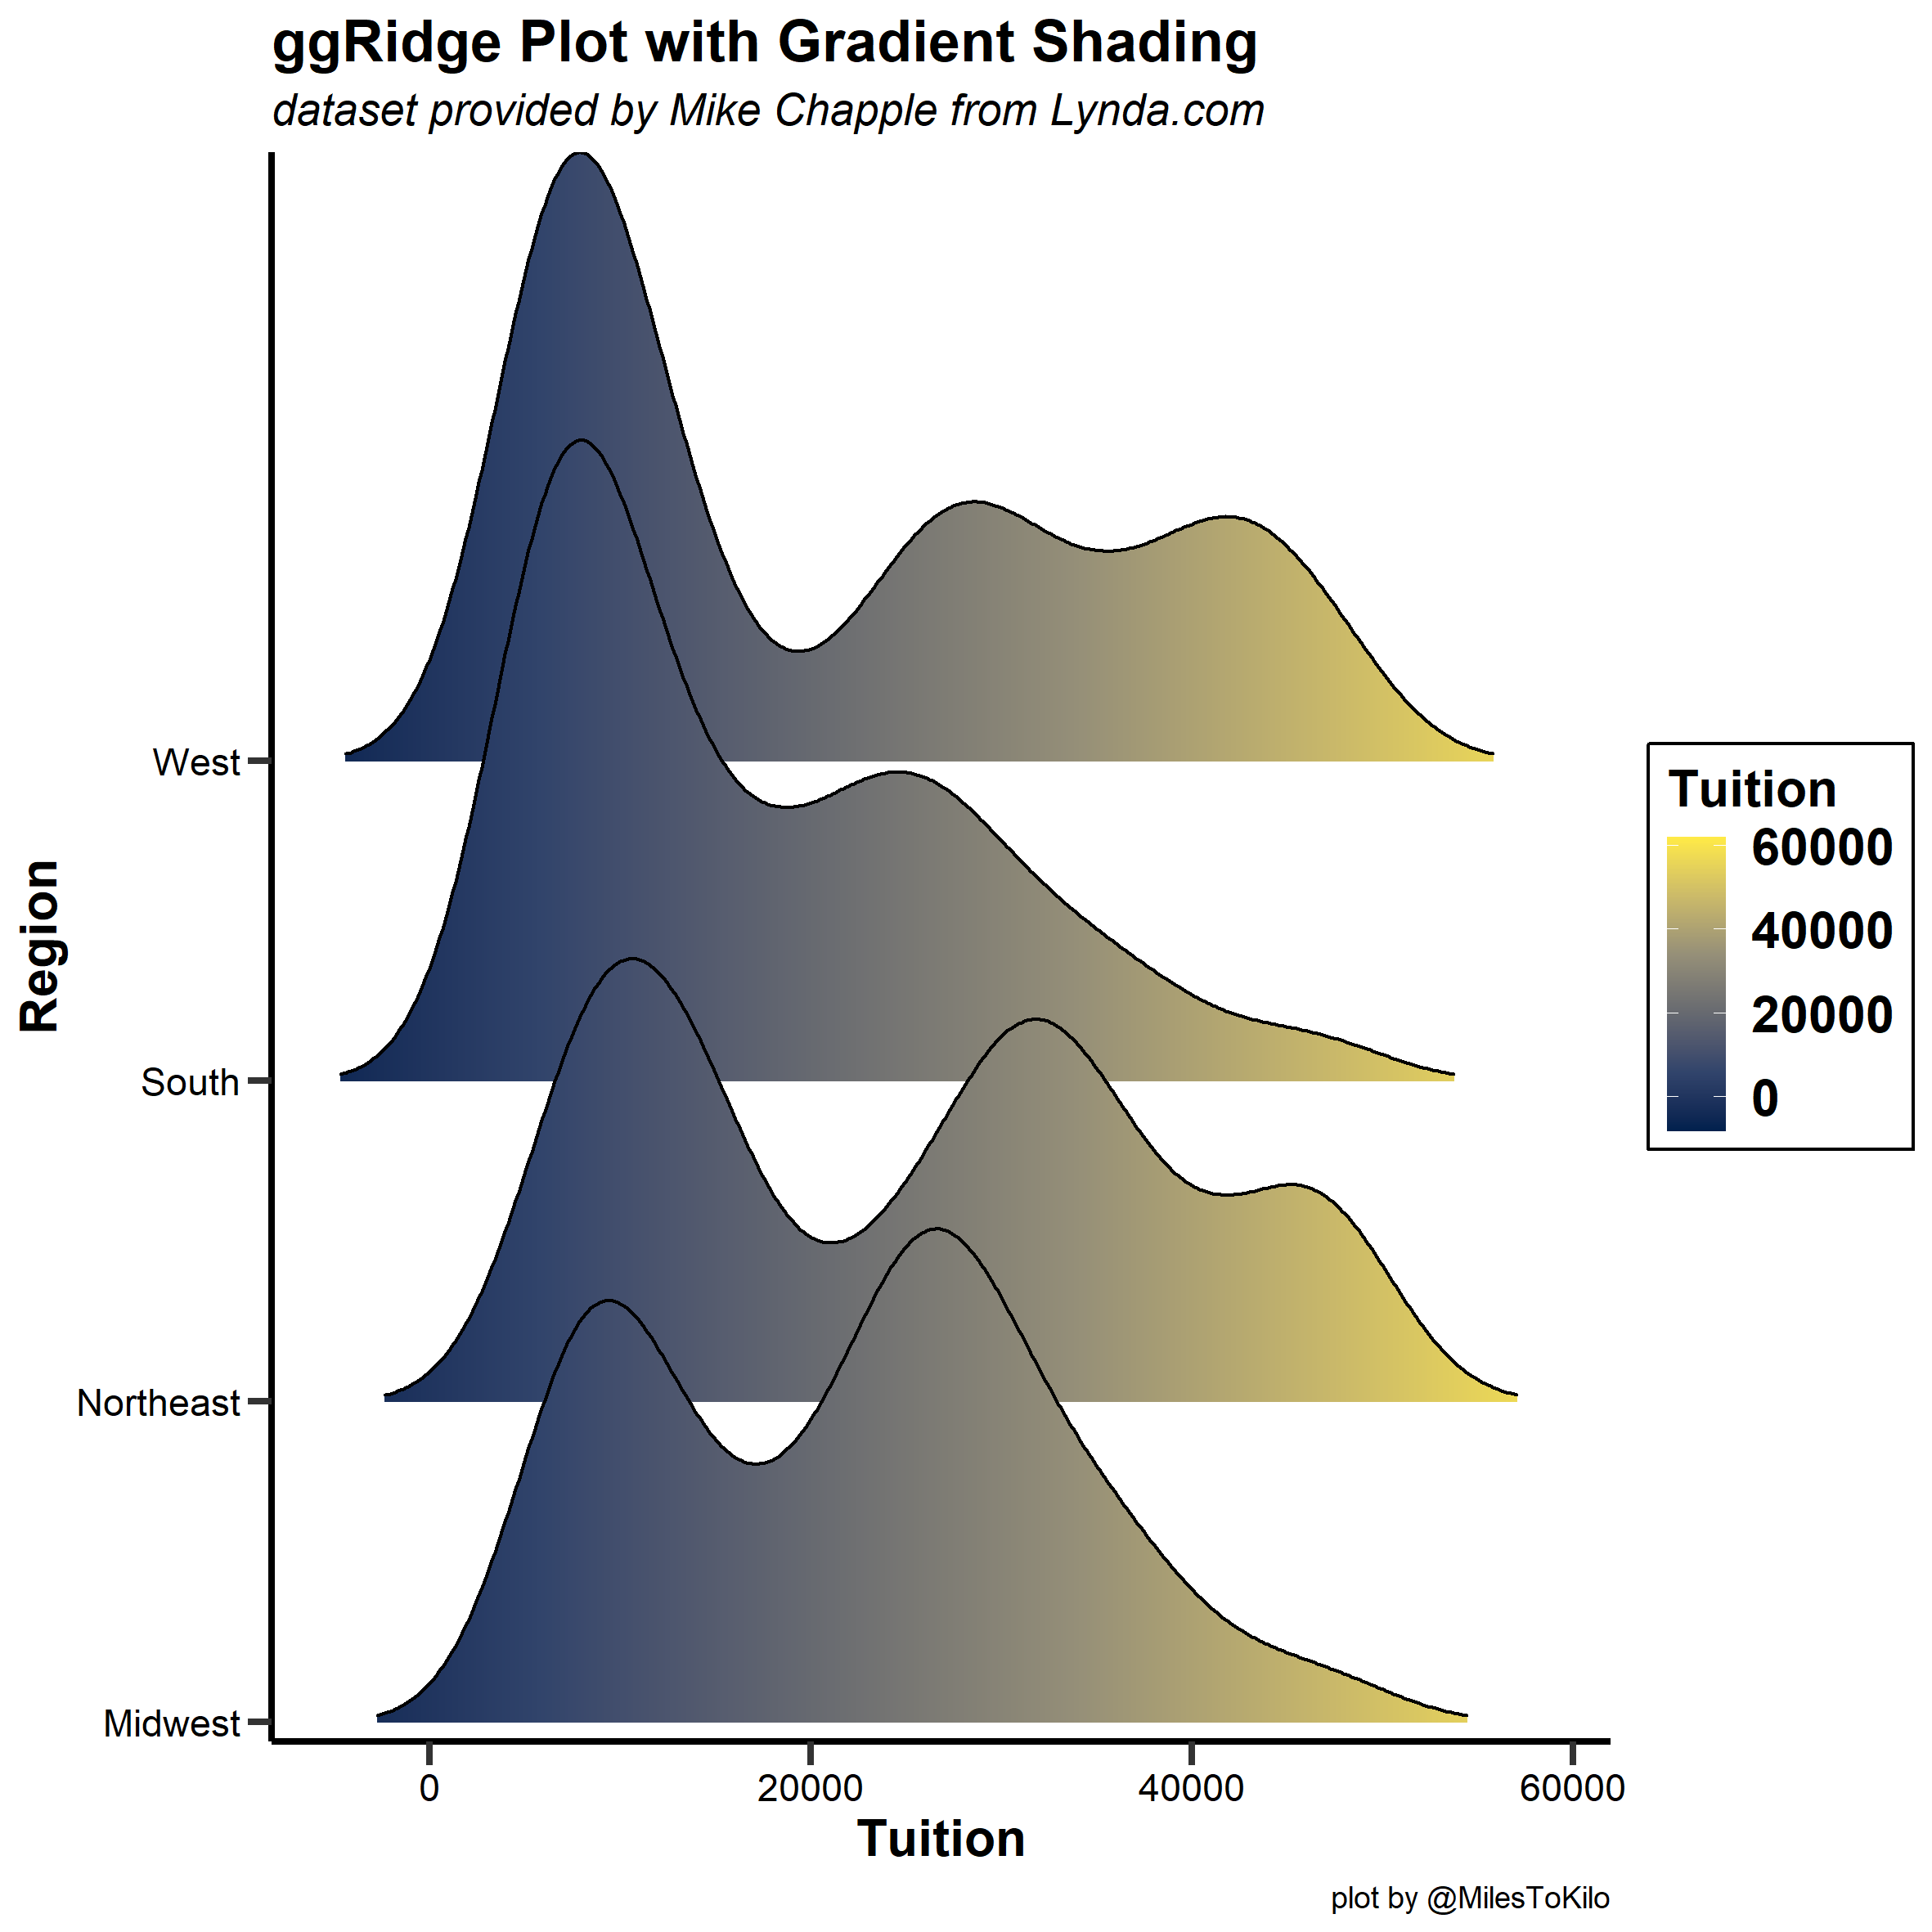 ggRidge Plot with Gradient Shading
dataset provided by Mike Chapple from Lynda.com
Region
West
South
Northeast
Midwest
0
20000
40000
60000
Tuition
Tuition
60000
40000
20000
0
plot by @MilesToKilo